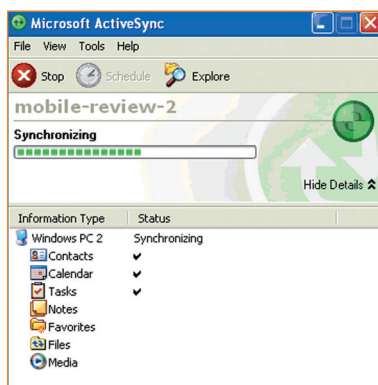 Microsoft ActiveSync
File View Tools Help
Stop Schedule Explore
mobile-review-2
Synchronizing
Hide Details
Information Type Status
Windows PC 2 Synchronizing
Contacts
Calendar
Tasks
Notes
Favorites
Files
Media